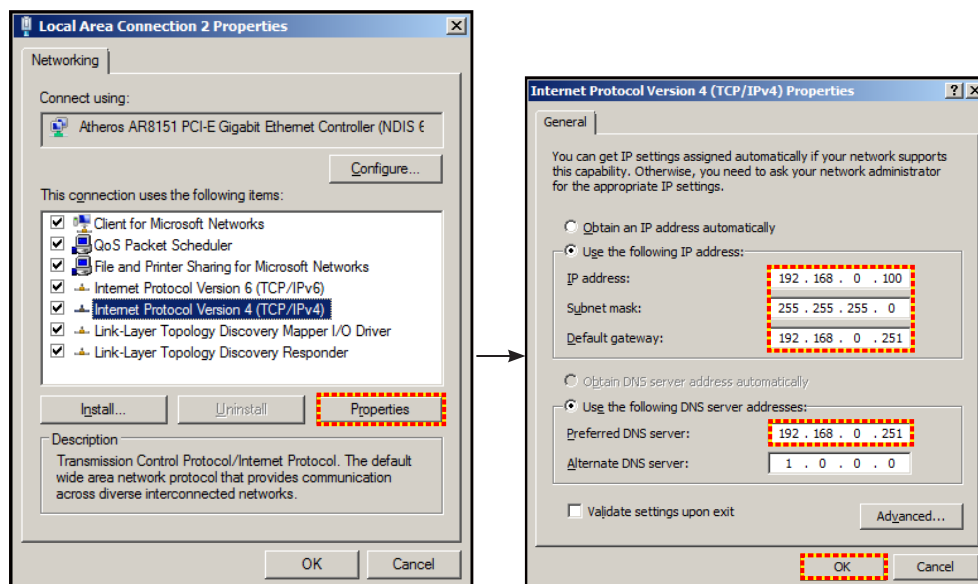 Local Area Connection 2 Properties
Networking
Connect using:
Atheros AR8151 PCI-E Gigabit Ethernet Controller (NDIS 6
Configure...
This connection uses the following items:
Client for Microsoft Networks
QoS Packet Scheduler
File and Printer Sharing for Microsoft Networks
Internet Protocol Version 6 (TCP/IPv6)
Internet Protocol Version 4 (TCP/IPv4)
Link-Layer Topology Discovery Mapper I/O Driver
Link-Layer Topology Discovery Responder
Install...
Uninstall
Properties
Description
Transmission Control Protocol/Internet Protocol. The default
wide area network protocol that provides communication
across diverse interconnected networks.
OK
Cancel
Internet Protocol Version 4 (TCP/IPv4) Properties
General
You can get IP settings assigned automatically if your network supports
this capability. Otherwise, you need to ask your network administrator
for the appropriate IP settings.
Obtain an IP address automatically
Use the following IP address:
IP address: 192 . 168 . 0 . 100
Subnet mask: 255 . 255 . 255 . 0
Default gateway: 192 . 168 . 0 . 251
Obtain DNS server address automatically
Use the following DNS server addresses:
Preferred DNS server: 192 . 168 . 0 . 251
Alternate DNS server: 1 . 0 . 0 . 0
Validate settings upon exit
Advanced...
OK
Cancel